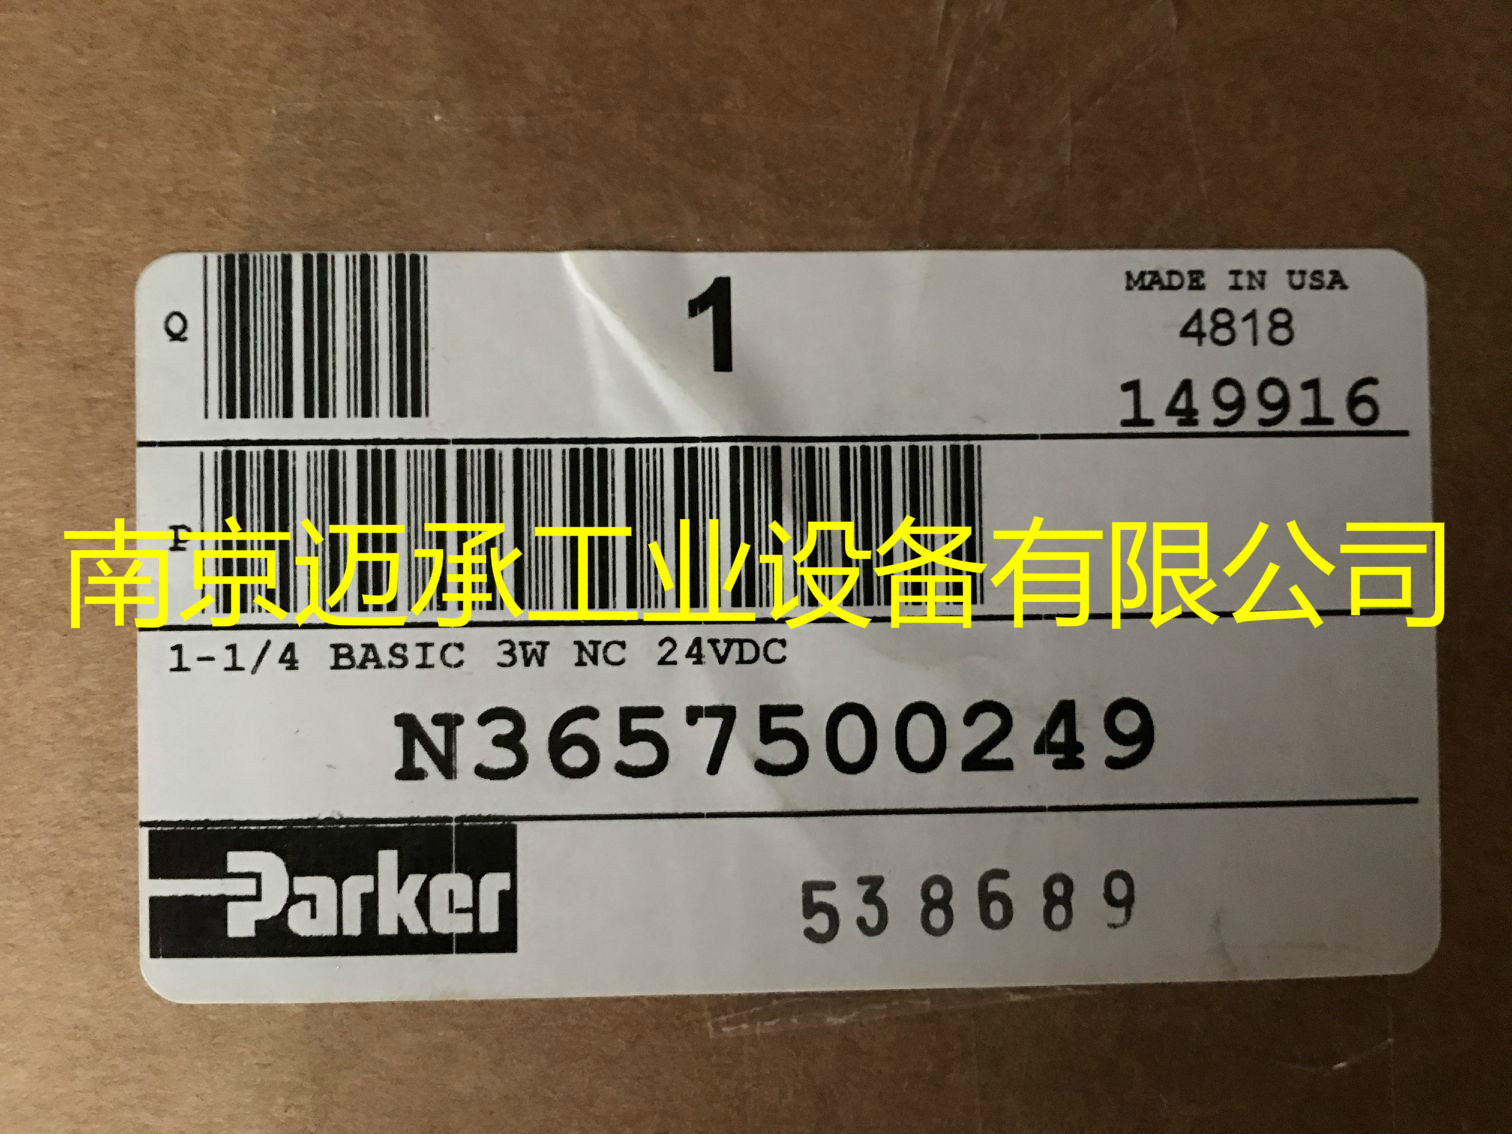 MADE IN USA
Q
1
4818
149916
P
南京迈承工业设备有限公司
1-1/4 BASIC 3W NC 24VDC
N3657500249
Parker
538689